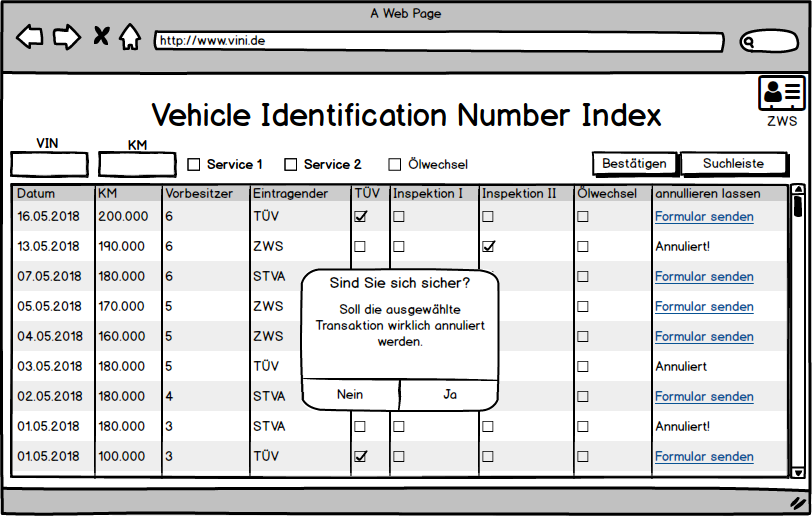 A Web Page
http://www.vini.de
ZWS
Vehicle Identification Number Index
VIN KM
Service 1 Service 2 Ölwechsel Bestätigen Suchleiste
Datum KM Vorbesitzer Eintragender TÜV Inspektion I Inspektion II Ölwechsel annullieren lassen
16.05.2018 200.000 6 TÜV Formular senden
13.05.2018 190.000 6 ZWS Annuliert!
07.05.2018 180.000 6 STVA Formular senden
05.05.2018 170.000 5 ZWS Formular senden
04.05.2018 160.000 5 ZWS Formular senden
03.05.2018 180.000 5 TÜV Annuliert
02.05.2018 180.000 4 STVA Formular senden
01.05.2018 180.000 3 STVA Annuliert!
01.05.2018 100.000 3 TÜV Formular senden
Sind Sie sich sicher?
Soll die ausgewählte
Transaktion wirklich annuliert
werden.
Nein Ja